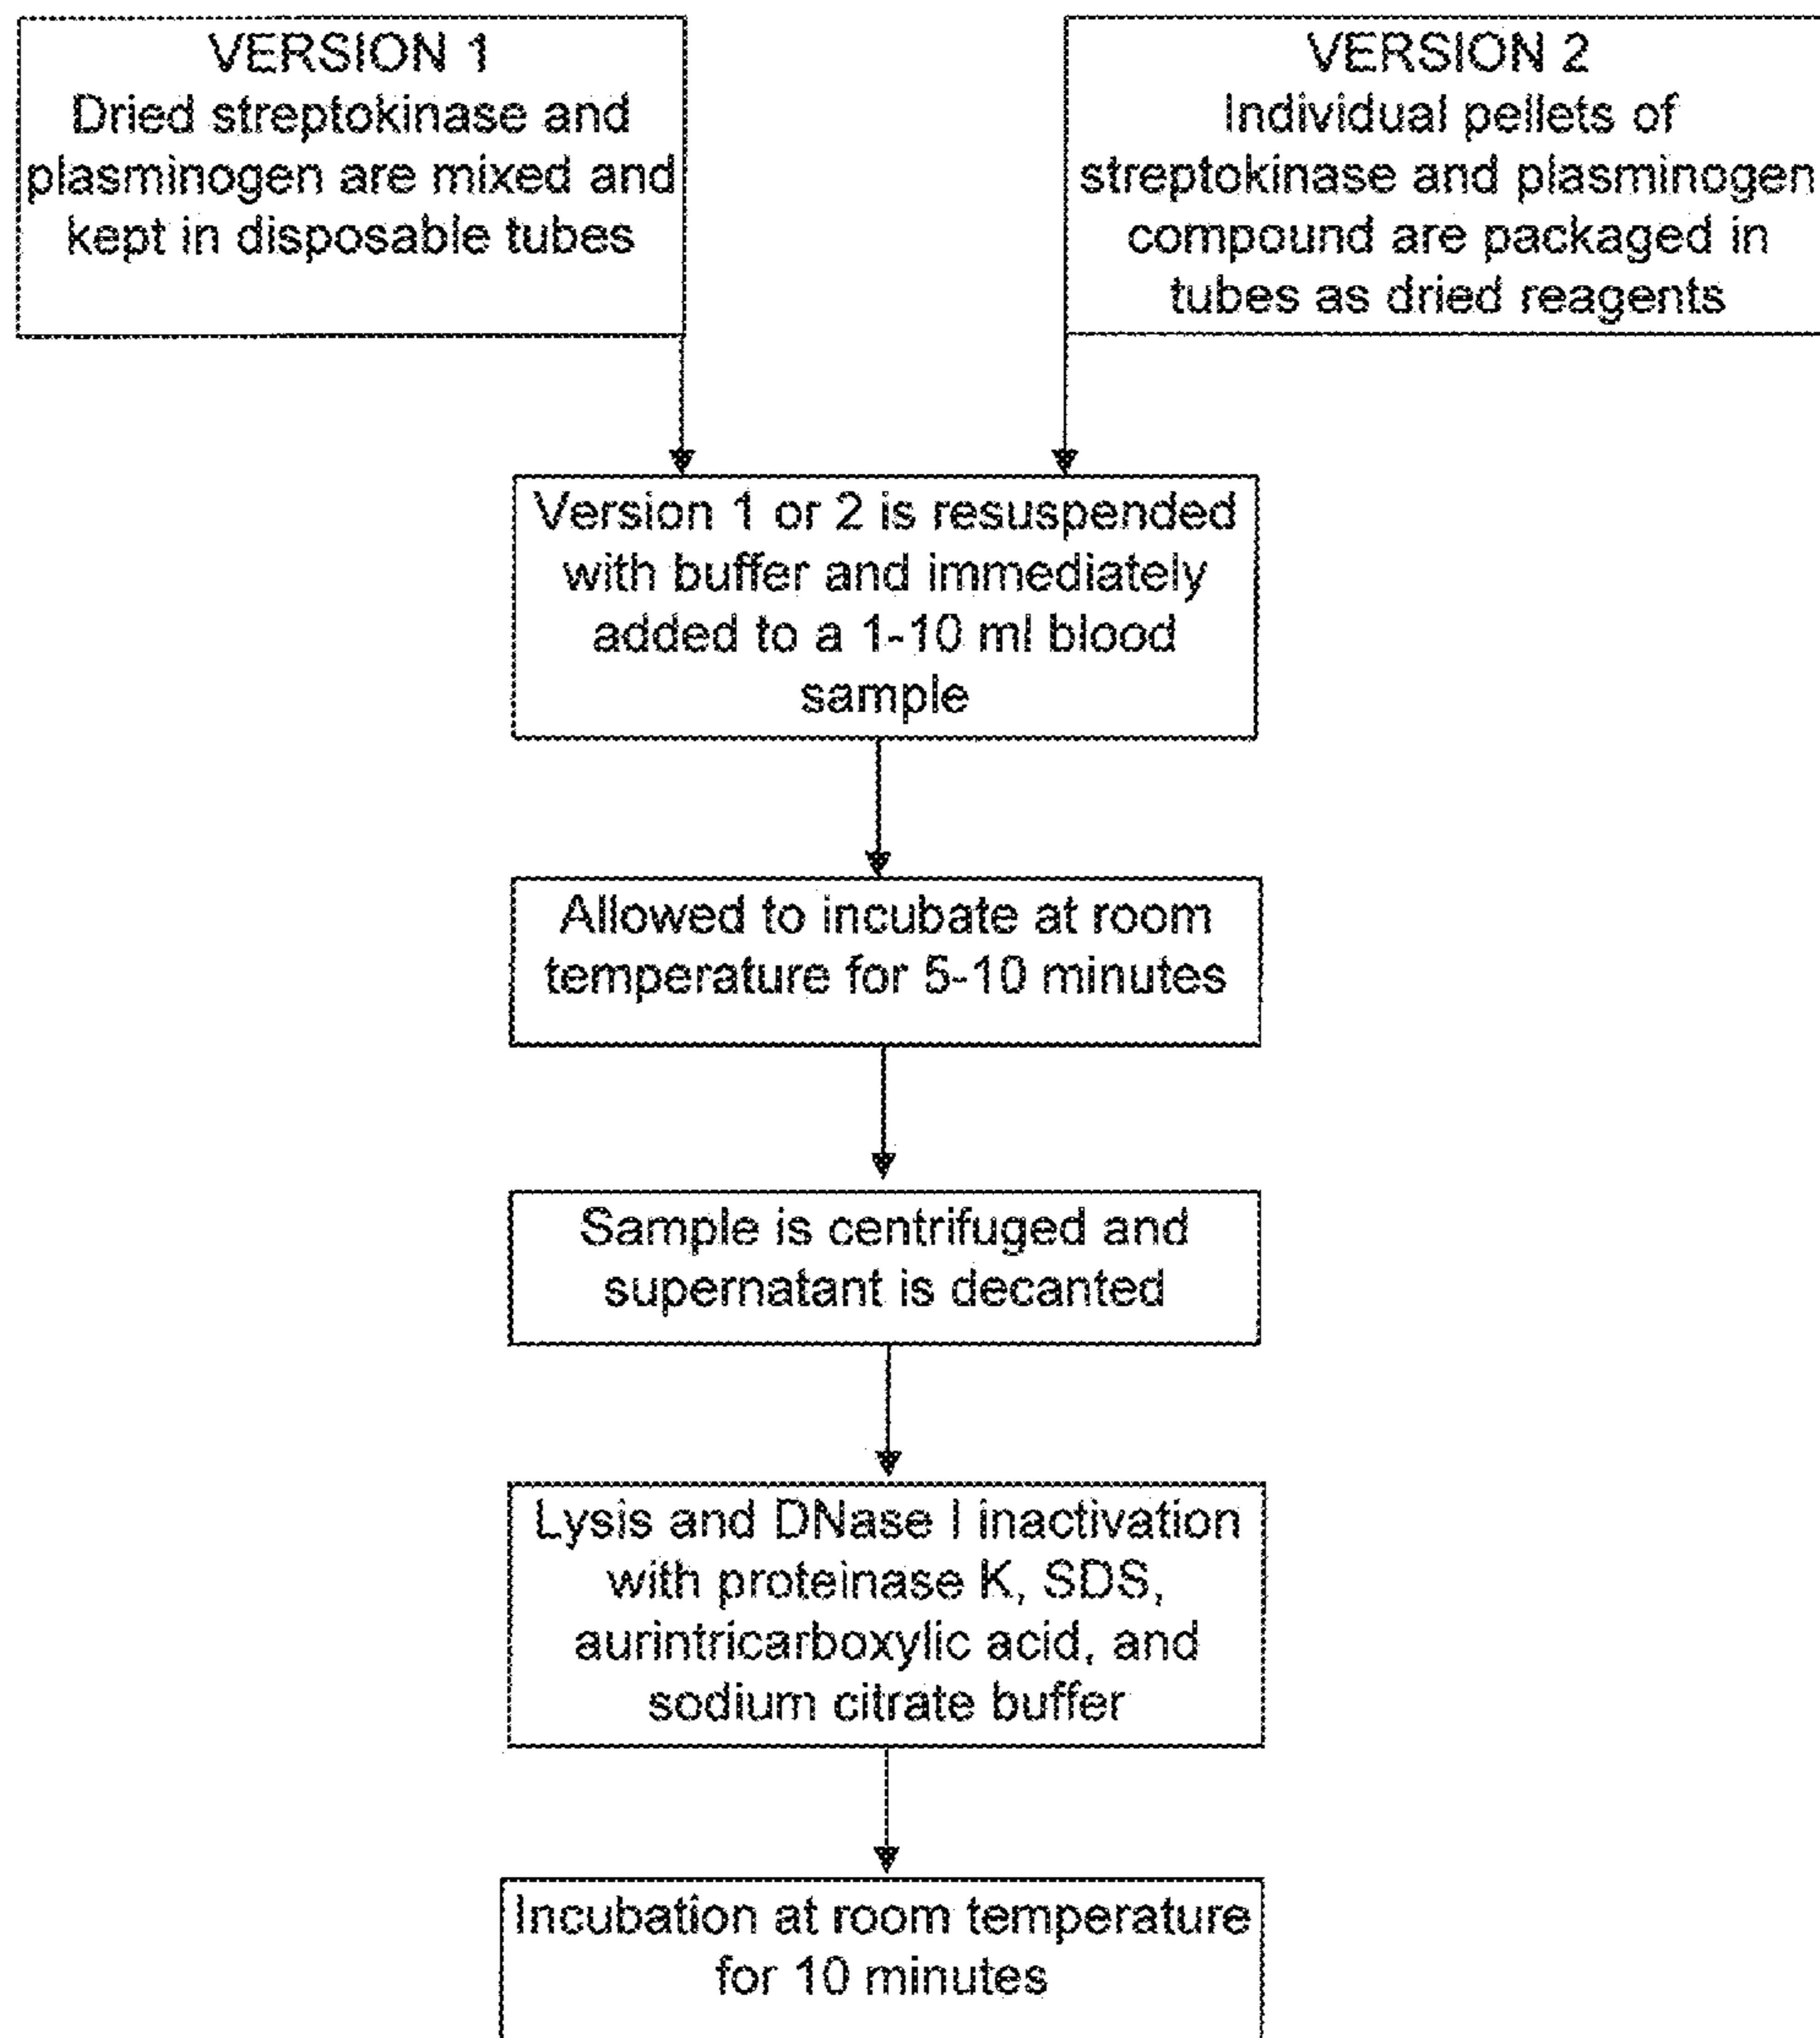 VERSION 1
Dried streptokinase and
plasminogen are mixed and
kept in disposable tubes
VERSION 2
Individual pellets of
streptokinase and plasminogen
compound are packaged in
tubes as dried reagents
Version 1 or 2 is resuspended
with buffer and immediately
added to a 1-10 ml blood
sample
Allowed to incubate at room
temperature for 5-10 minutes
Sample is centrifuged and
supernatant is decanted
Lysis and DNase I inactivation
with proteinase K, SDS,
aurintricarboxylic acid, and
sodium citrate buffer
Incubation at room temperature
for 10 minutes